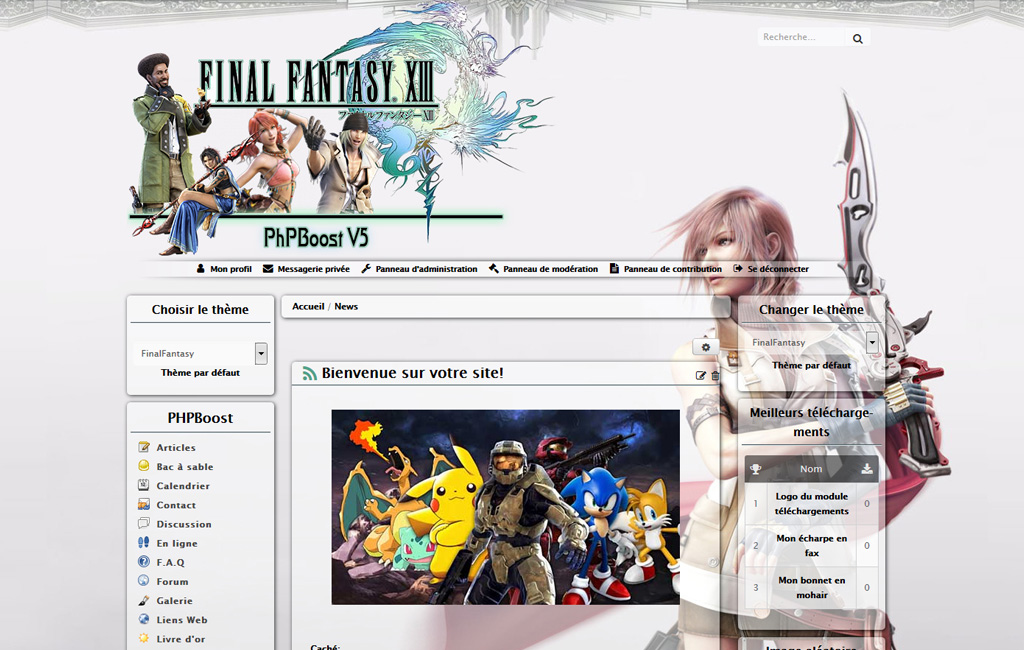 Recherche...
FINAL FANTASY XIII
ファイナルファンタジーXIII
PhPBoost V5
Mon profil
Messagerie privée
Panneau d'administration
Panneau de modération
Panneau de contribution
Se déconnecter
Choisir le thème
FinalFantasy
Thème par défaut
PHPBoost
Articles
Bac à sable
Calendrier
Contact
Discussion
En ligne
F.A.Q
Forum
Galerie
Liens Web
Livre d'or
Accueil / News
Bienvenue sur votre site!
Caché:
Changer le thème
FinalFantasy
Thème par défaut
Meilleurs télécharge-
ments
Nom
1 Logo du module 0
téléchargements
2 Mon écharpe en 0
fax
3 Mon bonnet en 0
mohair
Image aléatoire